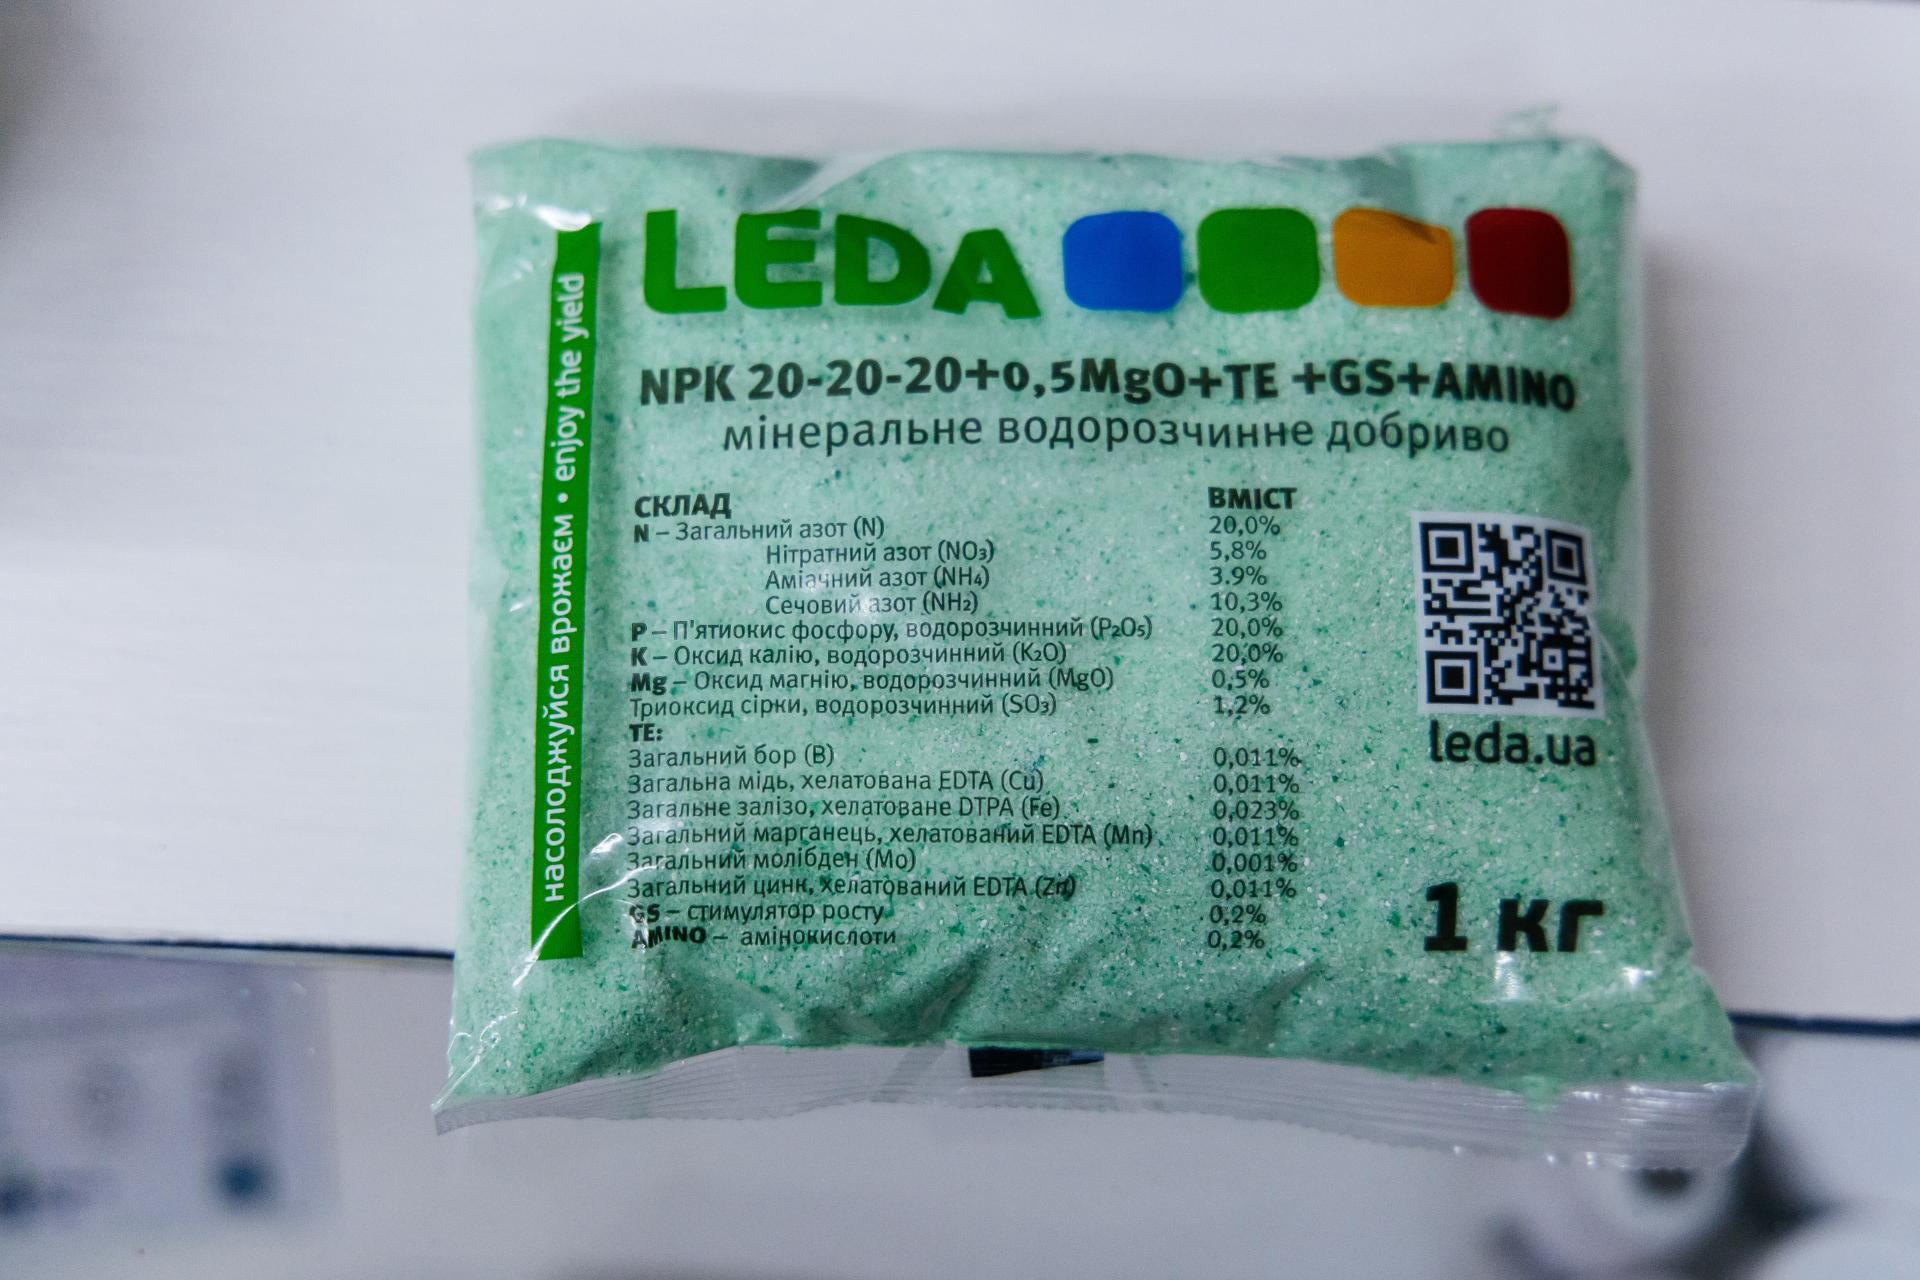 LEDA
NPK 20-20-20+0,5MgO+TE +GS+AMINO
мінеральне водорозчинне добриво
насолоджуйся врожаєм • enjoy the yield
СКЛАД ВМІСТ
N – Загальний азот (N) 20,0%
Нітратний азот (NO₃) 5,8%
Аміачний азот (NH₄) 3.9%
Сечовий азот (NH₂) 10,3%
P – П'ятиокис фосфору, водорозчинний (P₂O₅) 20,0%
K – Оксид калію, водорозчинний (K₂O) 20,0%
Mg – Оксид магнію, водорозчинний (MgO) 0,5%
Триоксид сірки, водорозчинний (SO₃) 1,2%
TE:
Загальний бор (B) 0,011%
Загальна мідь, хелатована EDTA (Cu) 0,011%
Загальне залізо, хелатоване DTPA (Fe) 0,023%
Загальний марганець, хелатований EDTA (Mn) 0,011%
Загальний молібден (Mo) 0,001%
Загальний цинк, хелатований EDTA (Zn) 0,011%
GS – стимулятор росту 0,2%
AMINO – амінокислоти 0,2%
leda.ua
1 кг